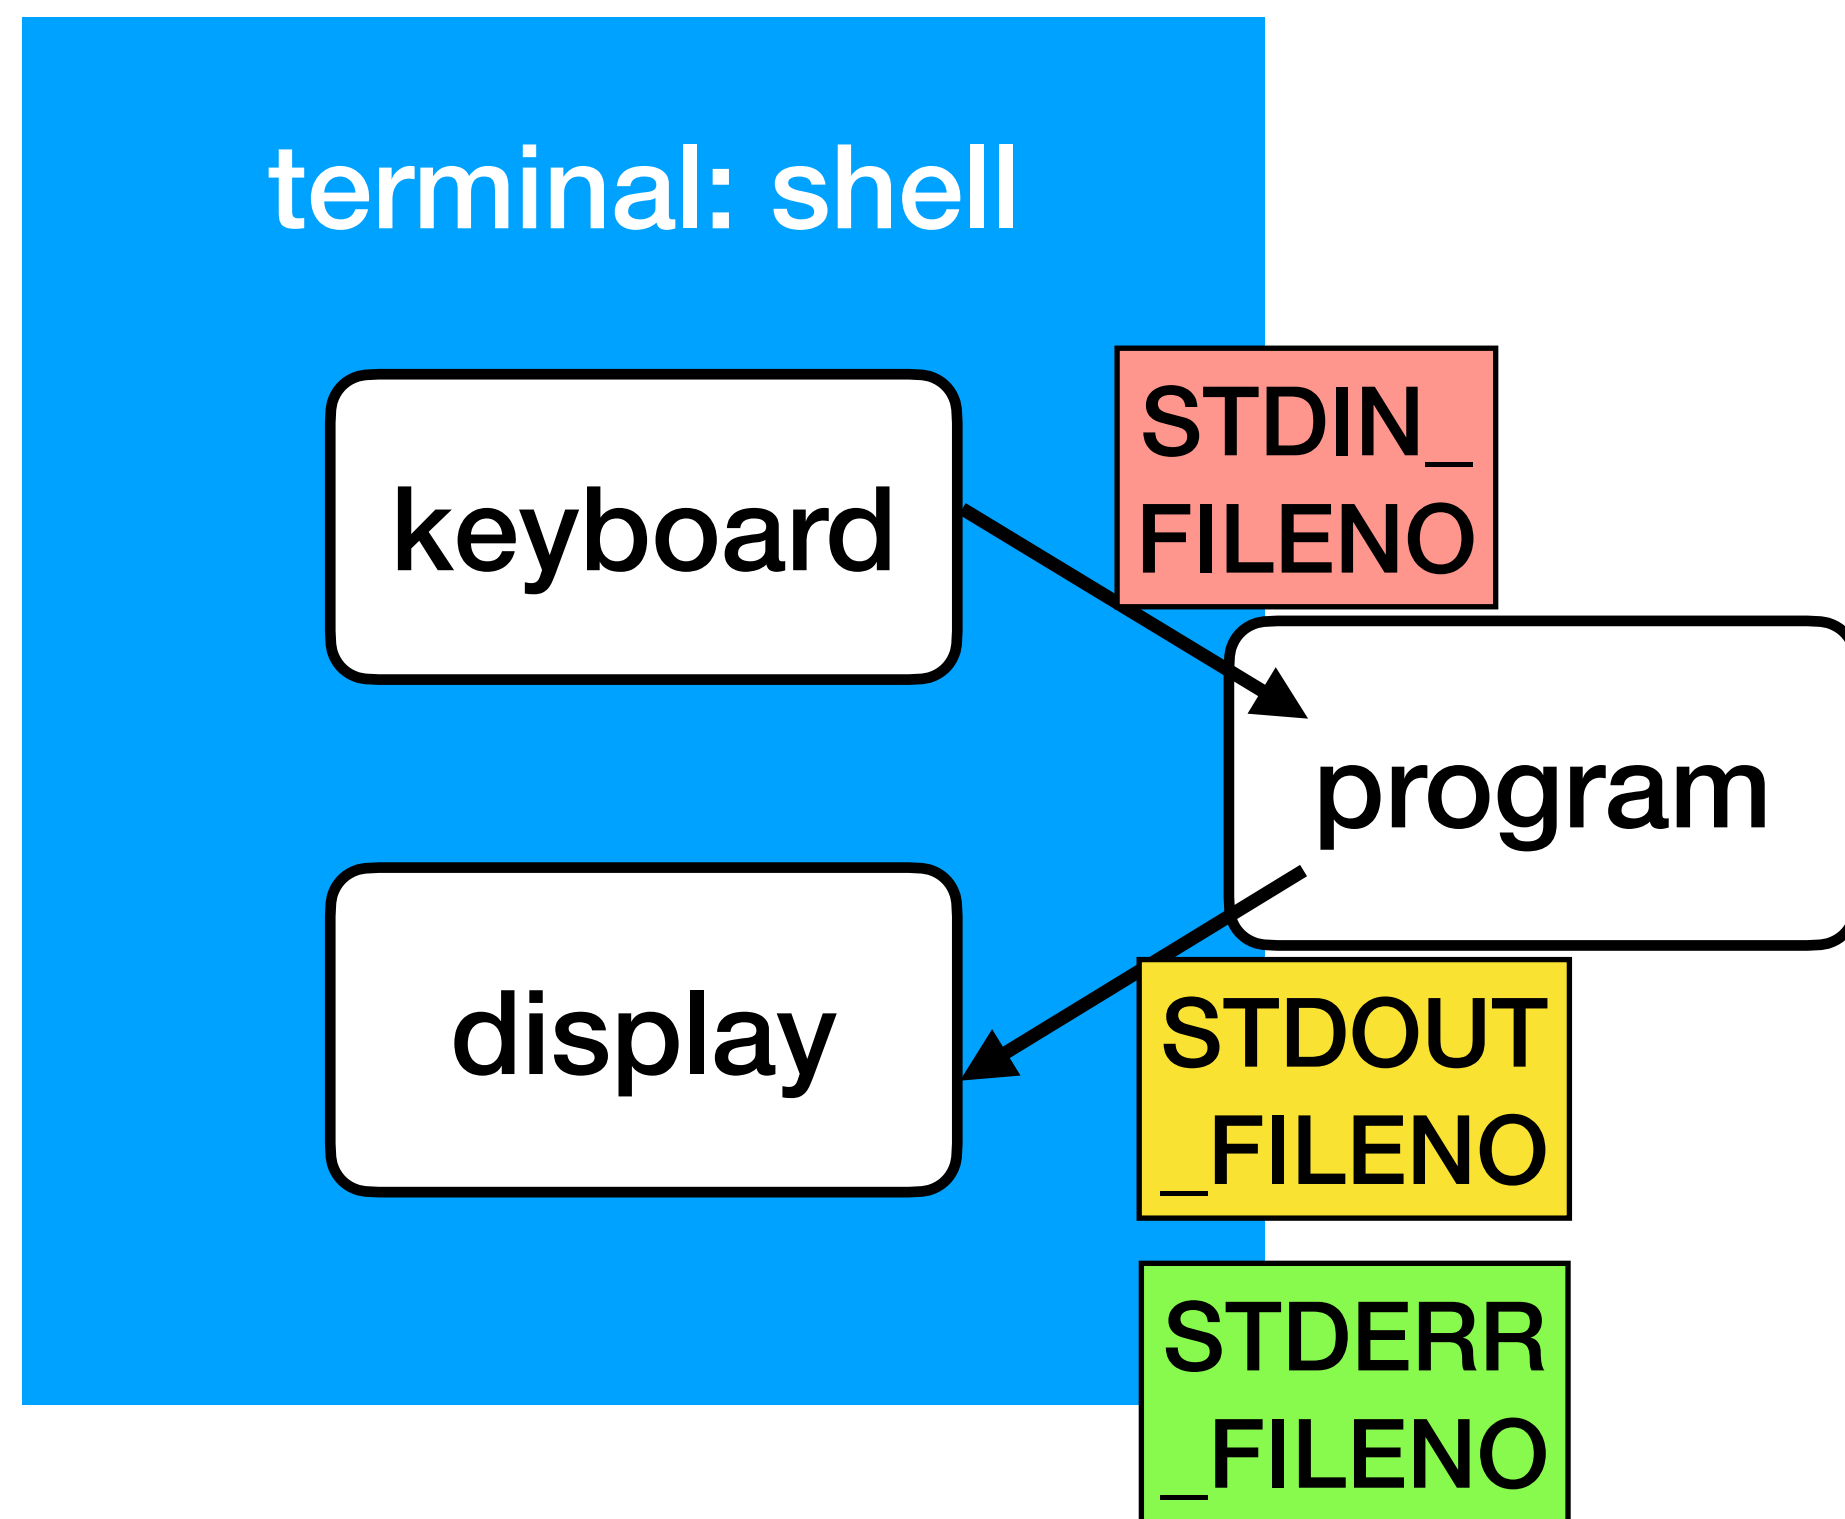 terminal: shell
keyboard
STDIN_
FILENO
program
display
STDOUT
_FILENO
STDERR
_FILENO